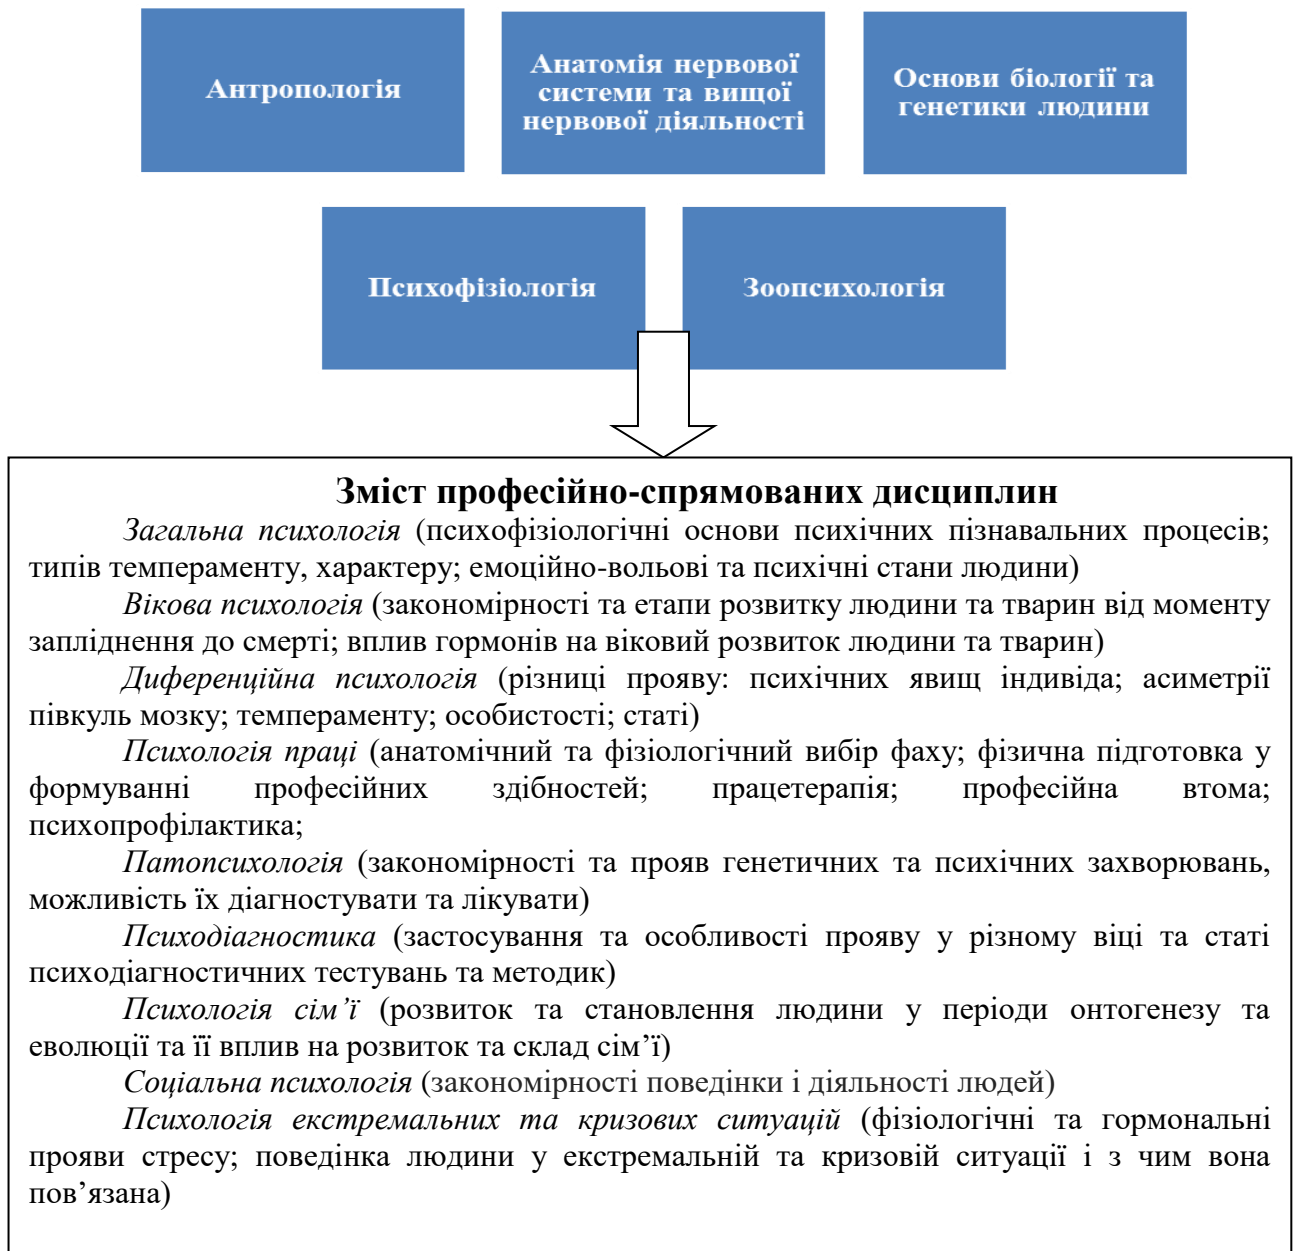 Антропологія
Анатомія нервової
системи та вищої
нервової діяльності
Основи біології та
генетики людини
Психофізіологія
Зоопсихологія
Зміст професійно-спрямованих дисциплін
Загальна психологія (психофізіологічні основи психічних пізнавальних процесів;
типів темпераменту, характеру; емоційно-вольові та психічні стани людини)
Вікова психологія (закономірності та етапи розвитку людини та тварин від моменту
запліднення до смерті; вплив гормонів на віковий розвиток людини та тварин)
Диференційна психологія (різниці прояву: психічних явищ індивіда; асиметрії
півкуль мозку; темпераменту; особистості; статі)
Психологія праці (анатомічний та фізіологічний вибір фаху; фізична підготовка у
формуванні професійних здібностей; працетерапія; професійна втома;
психопрофілактика;
Патопсихологія (закономірності та прояв генетичних та психічних захворювань,
можливість їх діагностувати та лікувати)
Психодіагностика (застосування та особливості прояву у різному віці та статі
психодіагностичних тестувань та методик)
Психологія сім’ї (розвиток та становлення людини у періоди онтогенезу та
еволюції та її вплив на розвиток та склад сім’ї)
Соціальна психологія (закономірності поведінки і діяльності людей)
Психологія екстремальних та кризових ситуацій (фізіологічні та гормональні
прояви стресу; поведінка людини у екстремальній та кризовій ситуації і з чим вона
пов’язана)